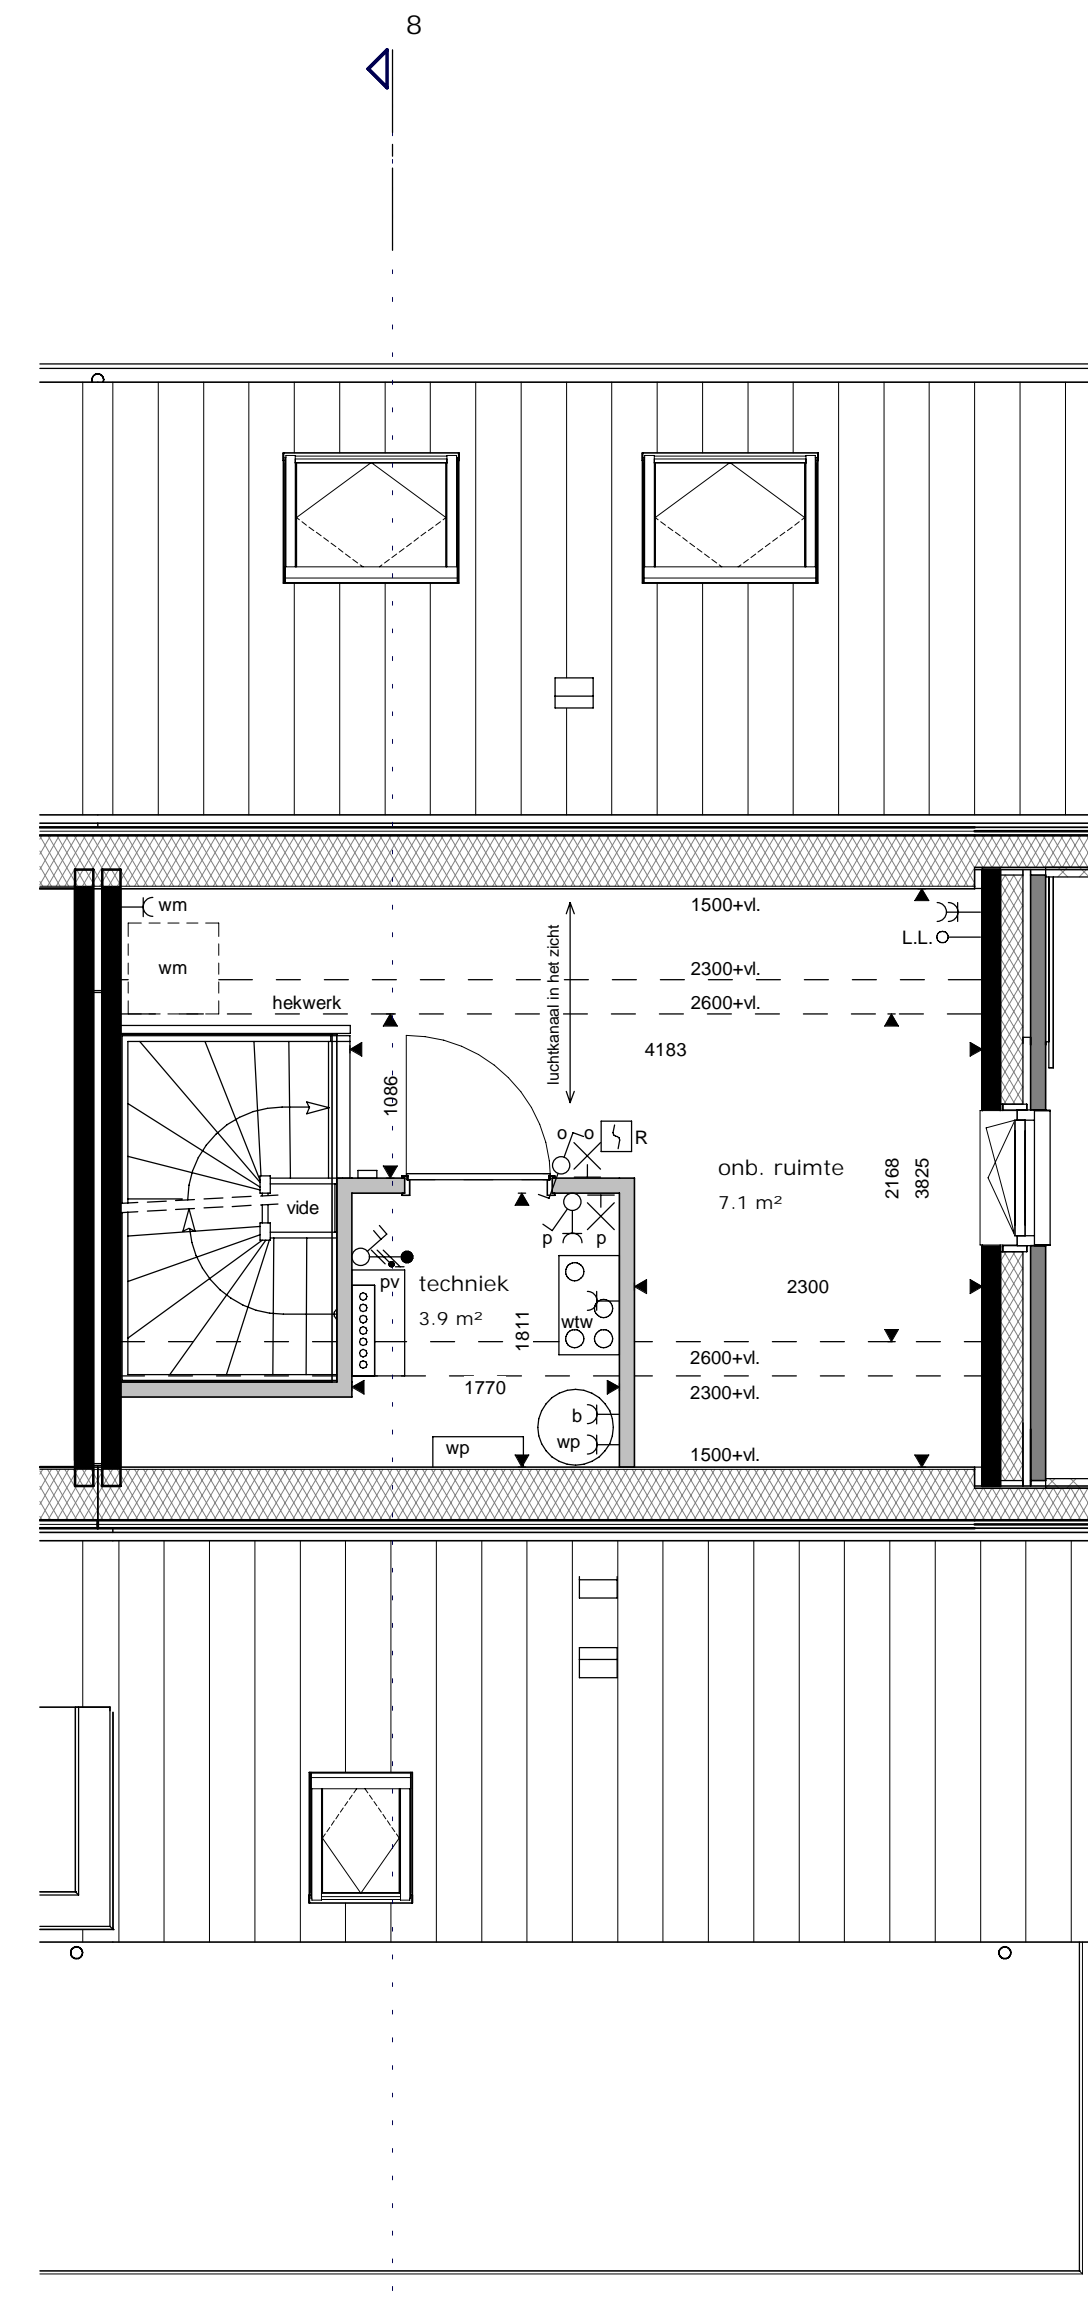 8
wm
1500+vl.
L.L.
wm
2300+vl.
hekwerk
2600+vl.
luchtkanaal in het zicht
4183
1086
o o
R
onb. ruimte
7.1 m²
2168
3825
vide
p p
pv
techniek
3.9 m²
1811
wtw
2300
2600+vl.
1770
2300+vl.
b
wp
wp
1500+vl.